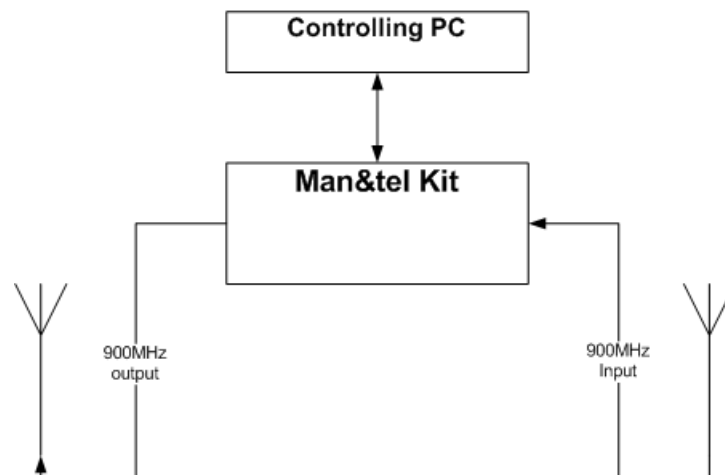 Controlling PC
Man&tel Kit
900MHz
output
900MHz
Input